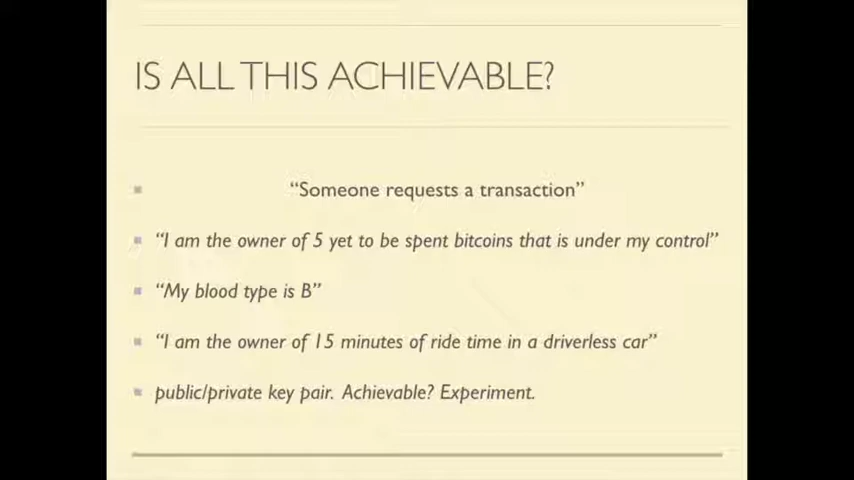 IS ALL THIS ACHIEVABLE?
“Someone requests a transaction”
“I am the owner of 5 yet to be spent bitcoins that is under my control”
“My blood type is B”
“I am the owner of 15 minutes of ride time in a driverless car”
public/private key pair. Achievable? Experiment.